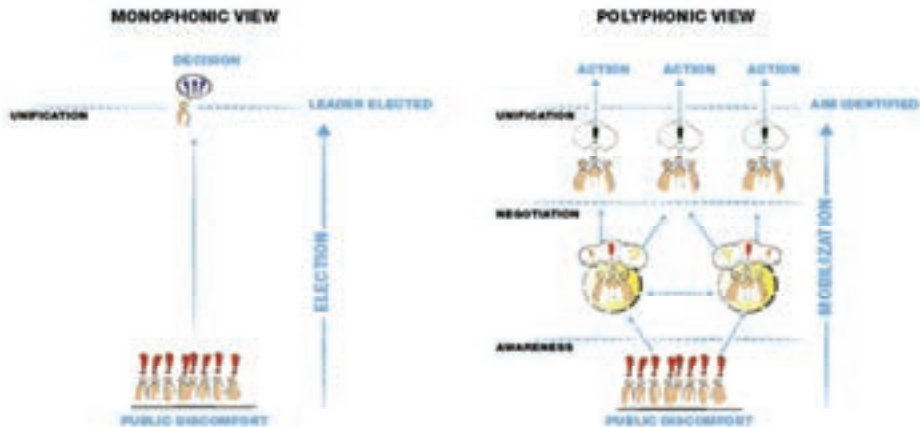 MONOPHONIC VIEW
DECISION
LEADER ELECTED
UNIFICATION
ELECTION
PUBLIC DISCOMFORT
POLYPHONIC VIEW
ACTION
ACTION
ACTION
AIM IDENTIFIED
UNIFICATION
NEGOTIATION
MOBILIZATION
AWARENESS
PUBLIC DISCOMFORT